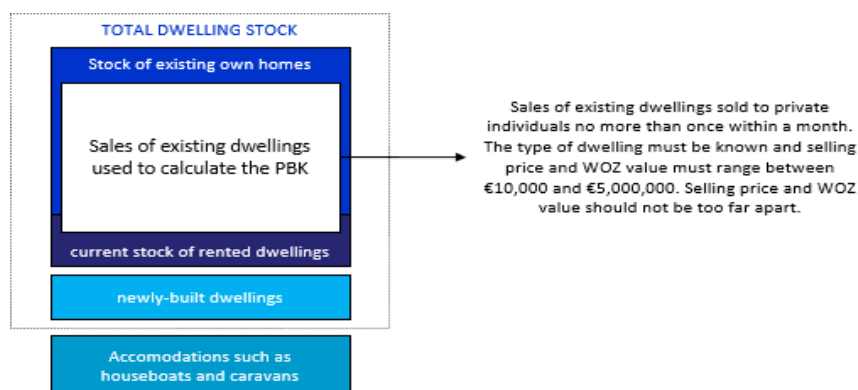 TOTAL DWELLING STOCK
Stock of existing own homes
Sales of existing dwellings
used to calculate the PBK
current stock of rented dwellings
newly-built dwellings
Accomodations such as
houseboats and caravans
Sales of existing dwellings sold to private
individuals no more than once within a month.
The type of dwelling must be known and selling
price and WOZ value must range between
€10,000 and €5,000,000. Selling price and WOZ
value should not be too far apart.